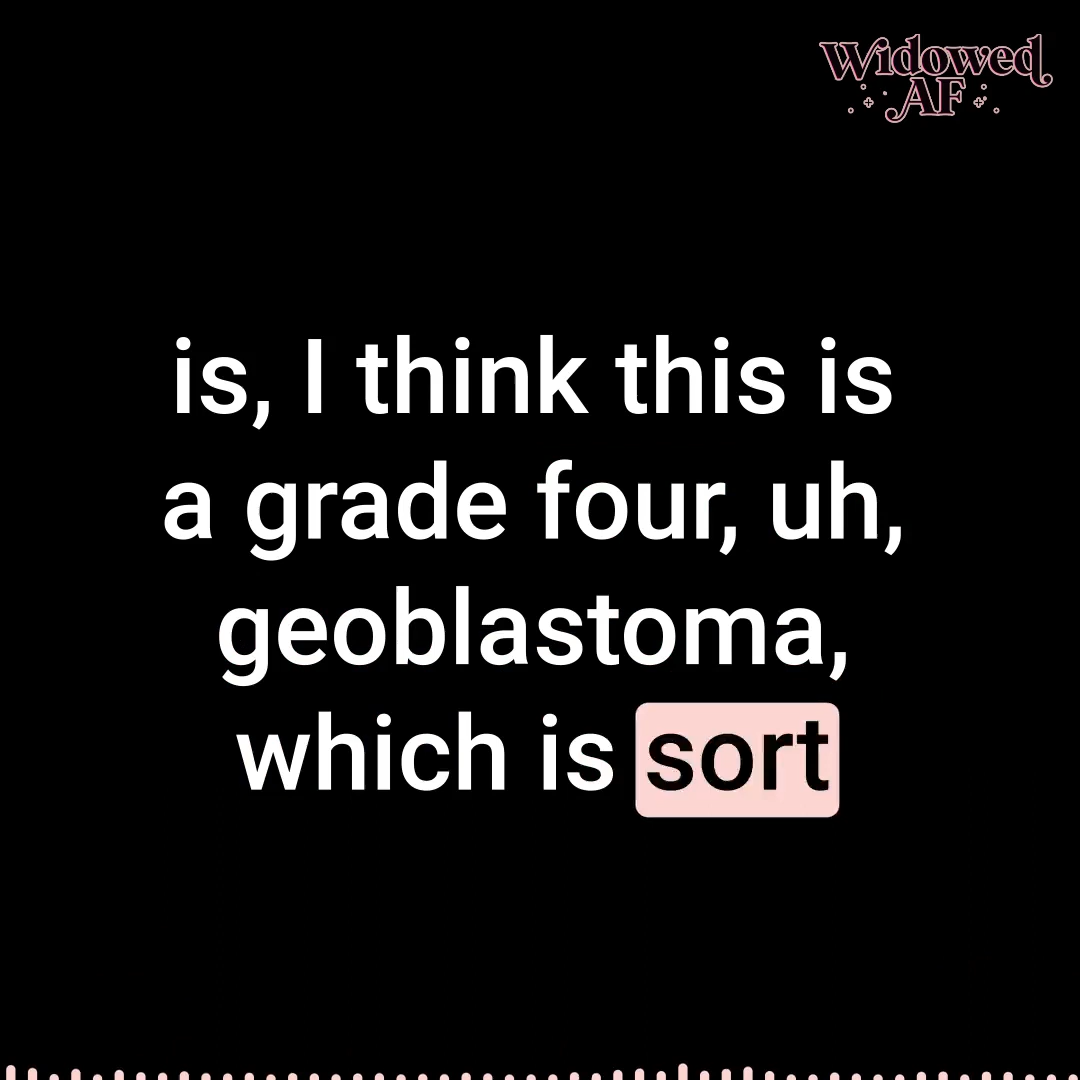 Widowed
AF
is, I think this is
a grade four, uh,
geoblastoma,
which is sort